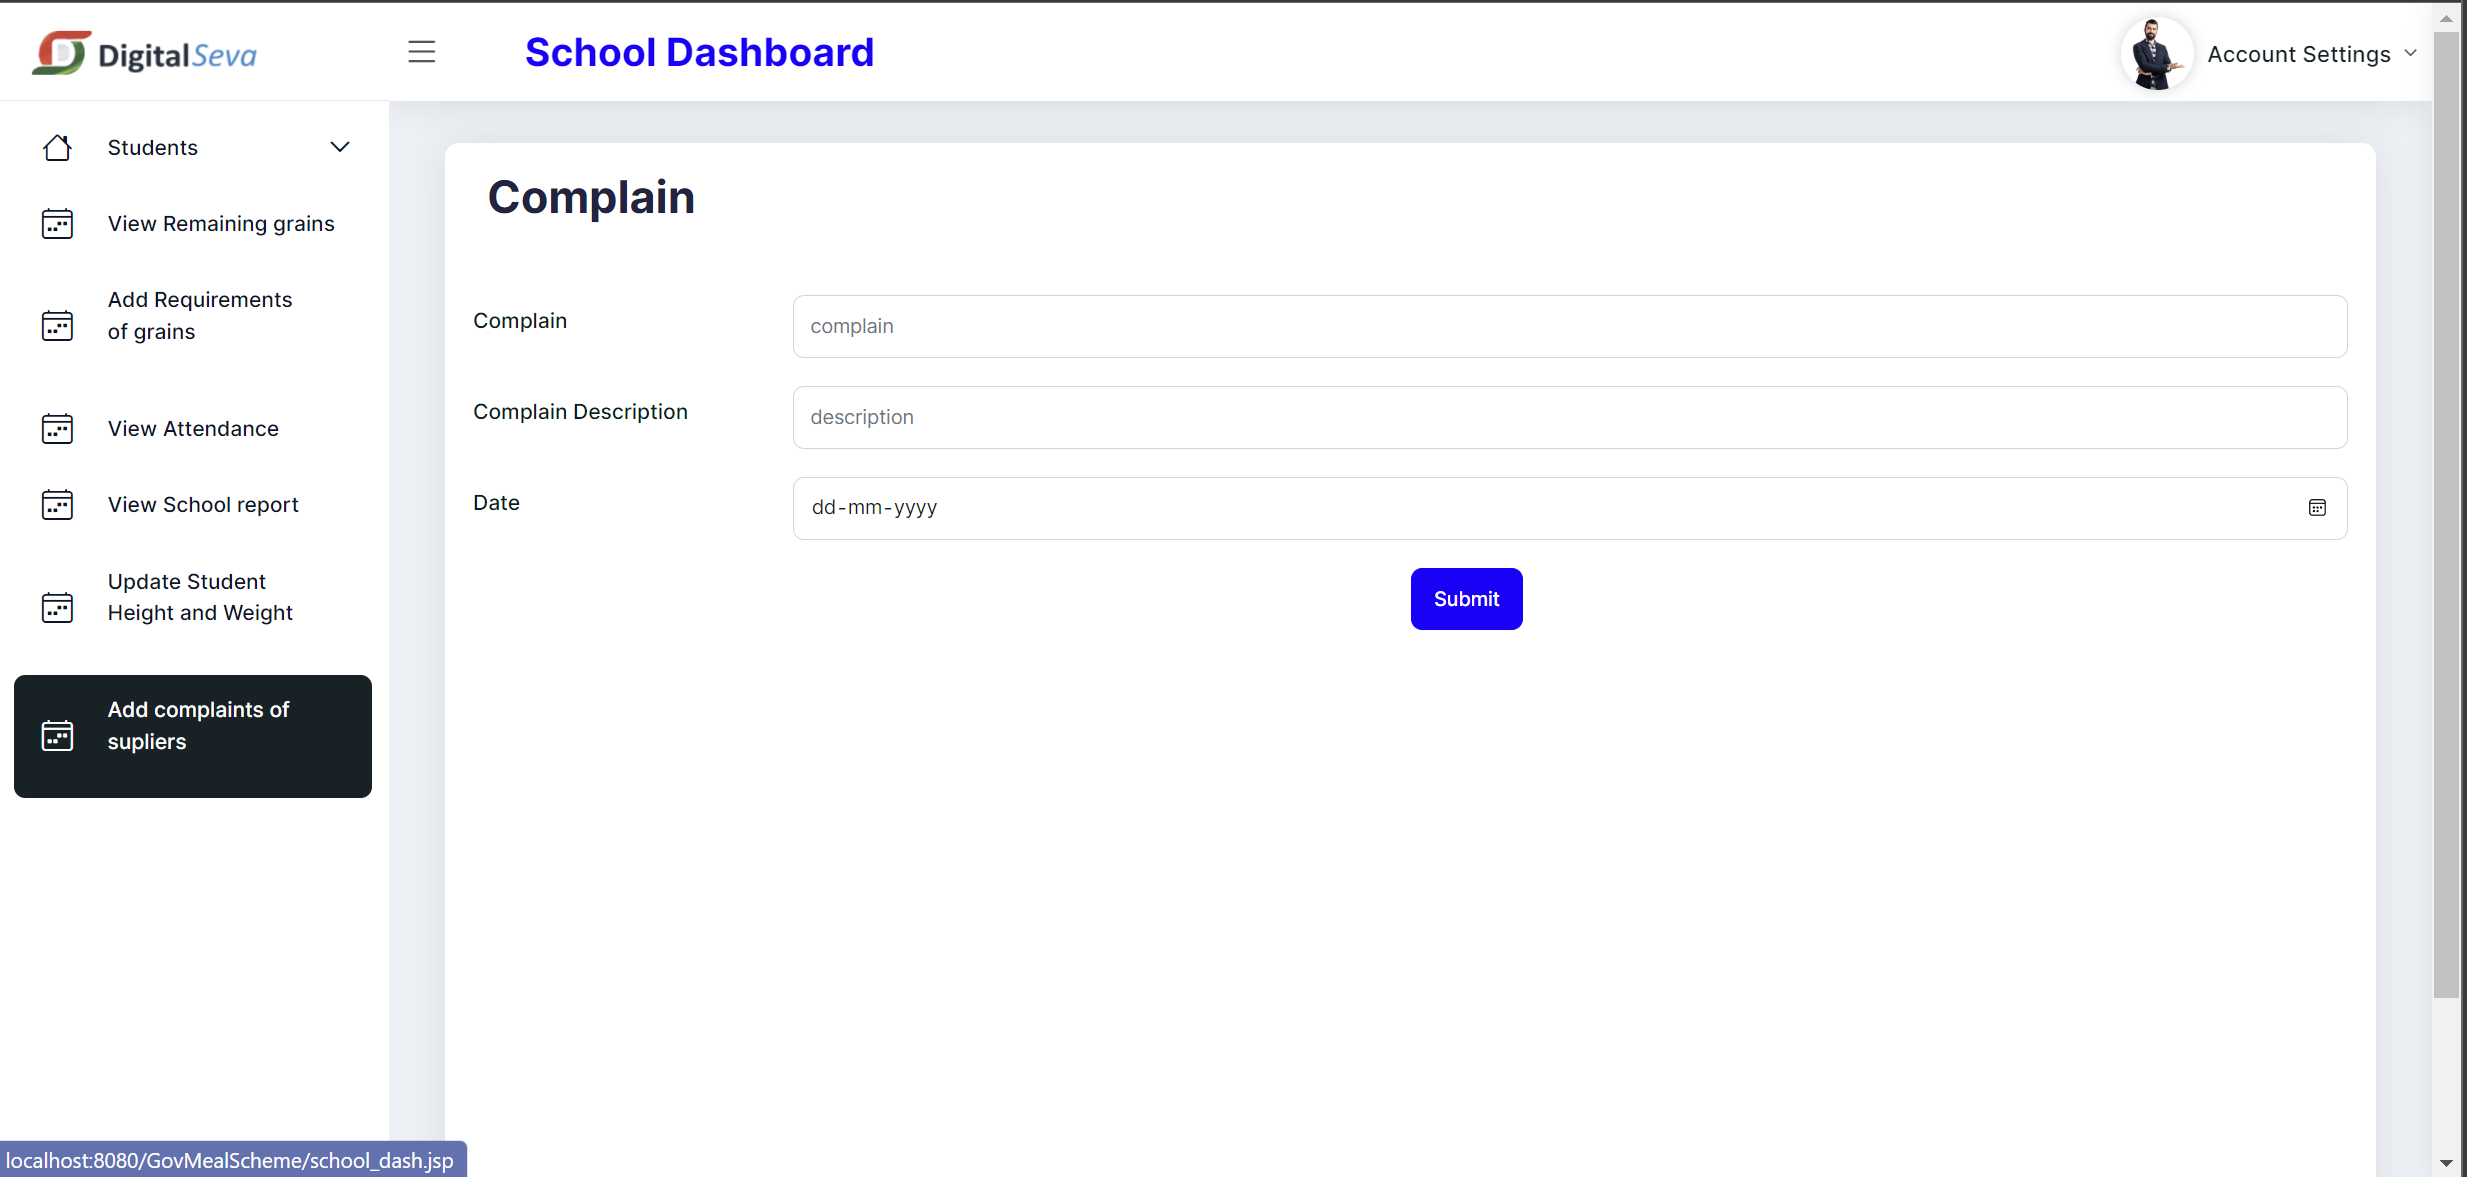 DigitalSeva
School Dashboard
Account Settings
Students
View Remaining grains
Add Requirements
of grains
View Attendance
View School report
Update Student
Height and Weight
Add complaints of
supliers
Complain
Complain
complain
Complain Description
description
Date
dd-mm-yyyy
Submit
localhost:8080/GovMealScheme/school_dash.jsp